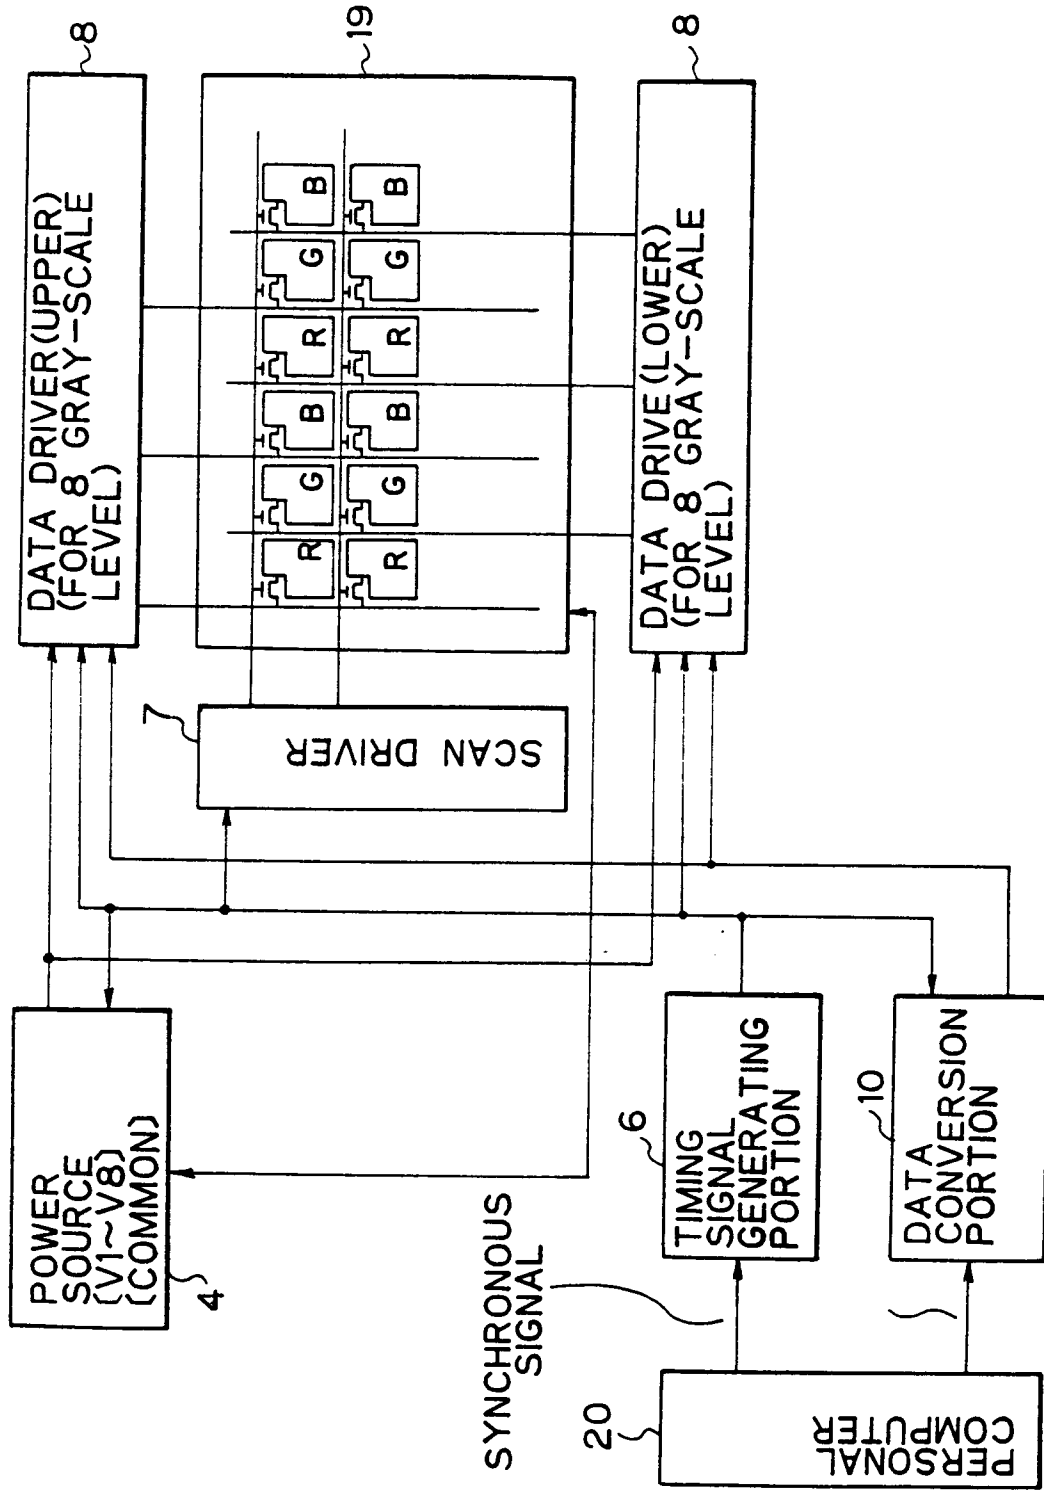 DATA DRIVER(UPPER)
(FOR 8 GRAY-SCALE
LEVEL)
8
19
R G B R G B
R G B R G B
SCAN DRIVER
7
DATA DRIVE(LOWER)
(FOR 8 GRAY-SCALE
LEVEL)
8
POWER
SOURCE
(V1~V8)
(COMMON)
4
TIMING
SIGNAL
GENERATING
PORTION
6
DATA
CONVERSION
PORTION
10
SYNCHRONOUS
SIGNAL
PERSONAL
COMPUTER
20